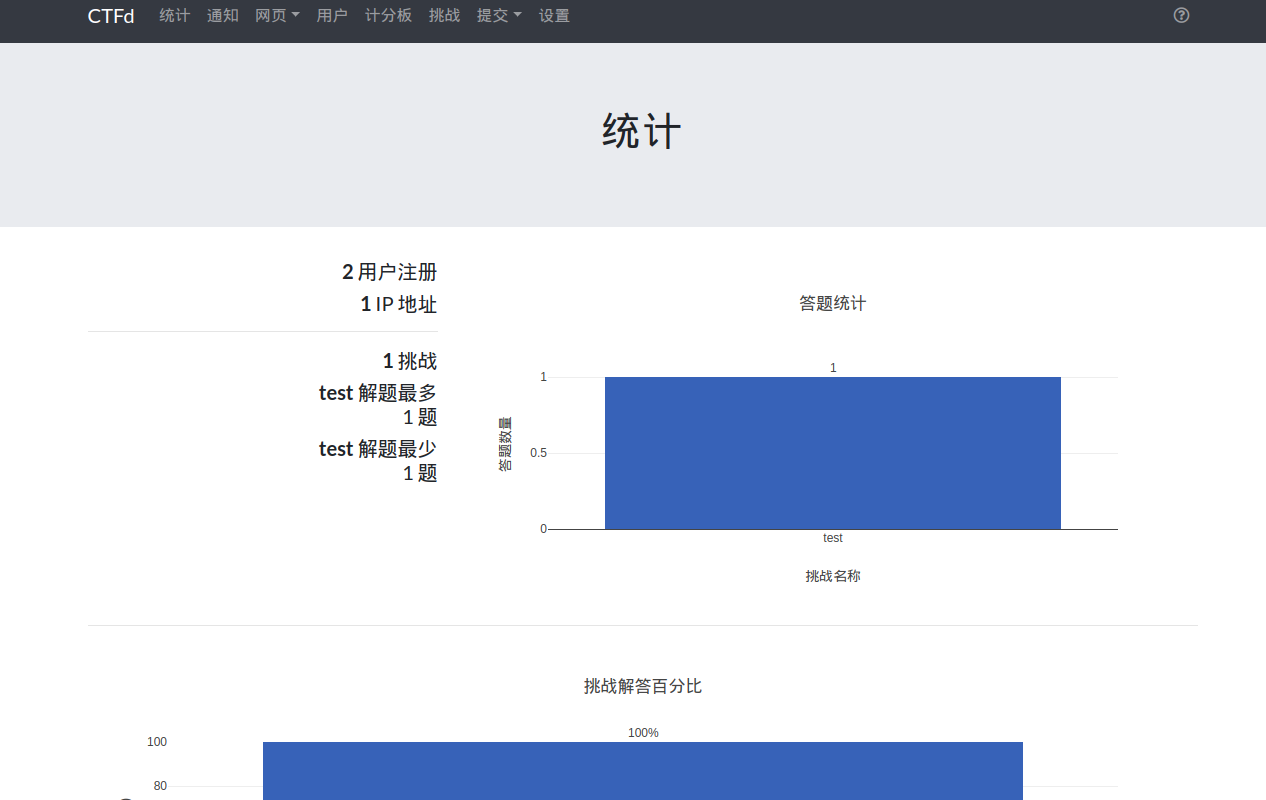 CTFd 统计 通知 网页 用户 计分板 挑战 提交 设置
统计
2 用户注册
1 IP 地址
1 挑战
test 解题最多
1 题
test 解题最少
1 题
答题统计
1
1
0.5
0
答题数量
test
挑战名称
挑战解答百分比
100%
100
80